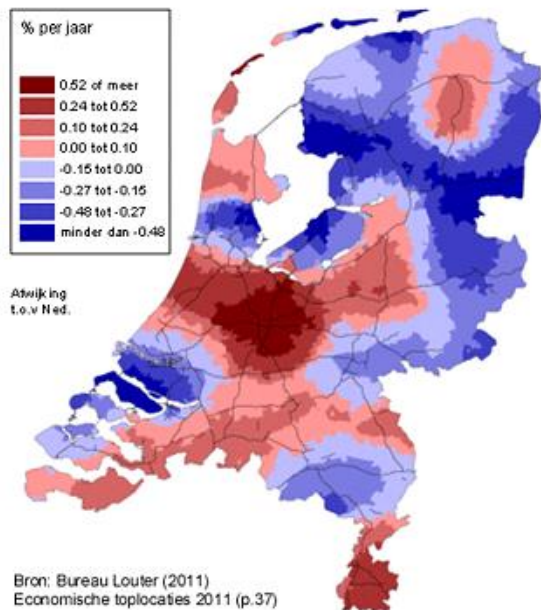 % per jaar
0.52 of meer
0.24 tot 0.52
0.10 tot 0.24
0.00 tot 0.10
-0.15 tot 0.00
-0.27 tot -0.15
-0.48 tot -0.27
minder dan -0.48
Afwijking
t.o.v Ned.
Bron: Bureau Louter (2011)
Economische toplocaties 2011 (p.37)